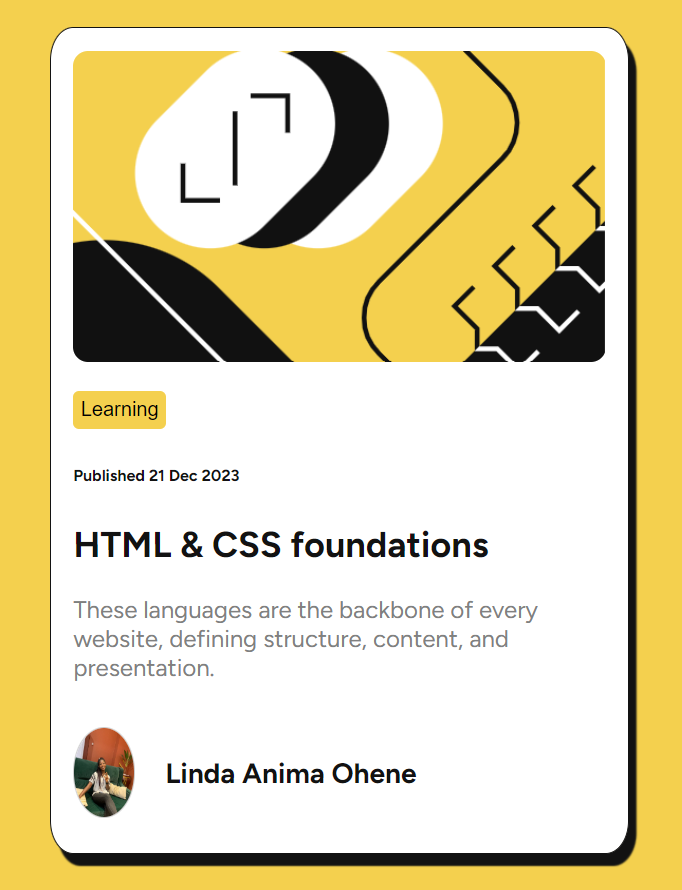 Learning
Published 21 Dec 2023
HTML & CSS foundations
These languages are the backbone of every
website, defining structure, content, and
presentation.
Linda Anima Ohene